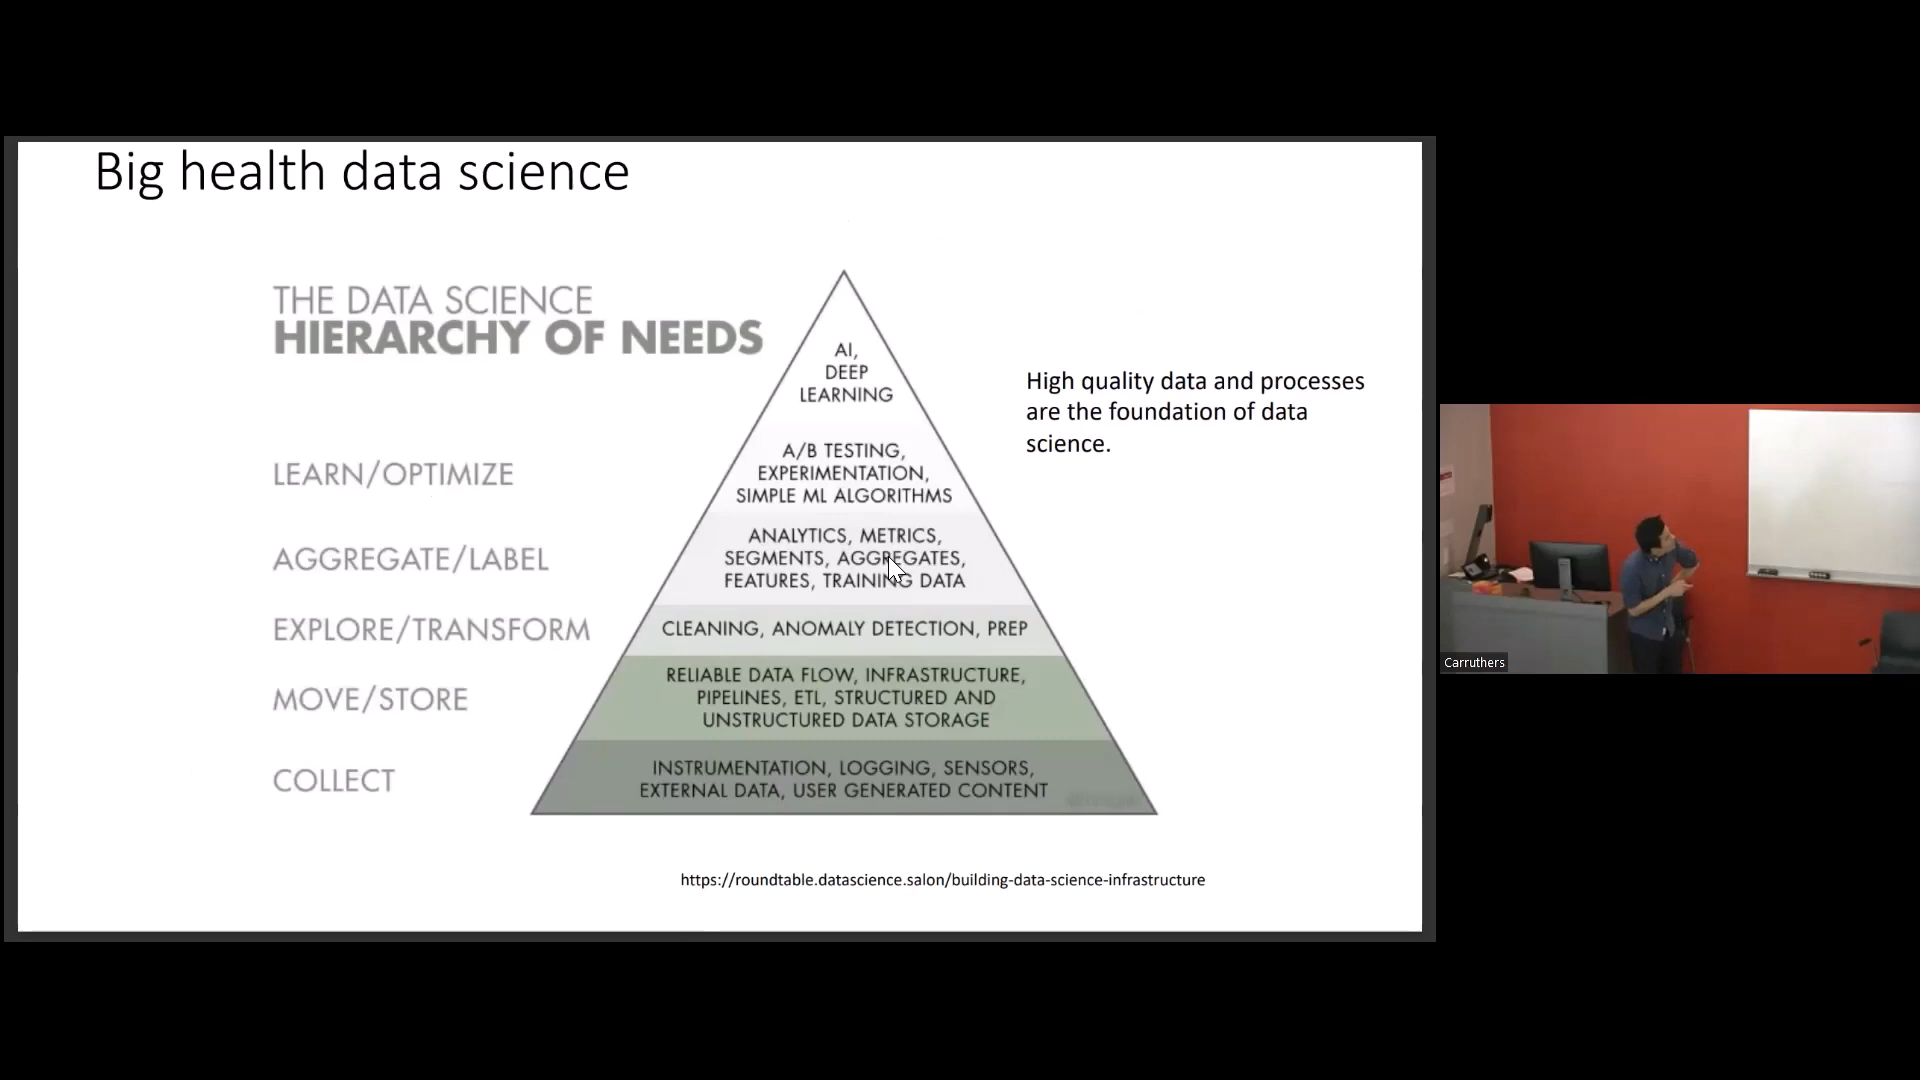 Big health data science
THE DATA SCIENCE
HIERARCHY OF NEEDS
AI,
DEEP
LEARNING
High quality data and processes
are the foundation of data
science.
LEARN/OPTIMIZE
A/B TESTING,
EXPERIMENTATION,
SIMPLE ML ALGORITHMS
AGGREGATE/LABEL
ANALYTICS, METRICS,
SEGMENTS, AGGREGATES,
FEATURES, TRAINING DATA
EXPLORE/TRANSFORM
CLEANING, ANOMALY DETECTION, PREP
MOVE/STORE
RELIABLE DATA FLOW, INFRASTRUCTURE,
PIPELINES, ETL, STRUCTURED AND
UNSTRUCTURED DATA STORAGE
COLLECT
INSTRUMENTATION, LOGGING, SENSORS,
EXTERNAL DATA, USER GENERATED CONTENT
https://roundtable.datascience.salon/building-data-science-infrastructure
Carruthers